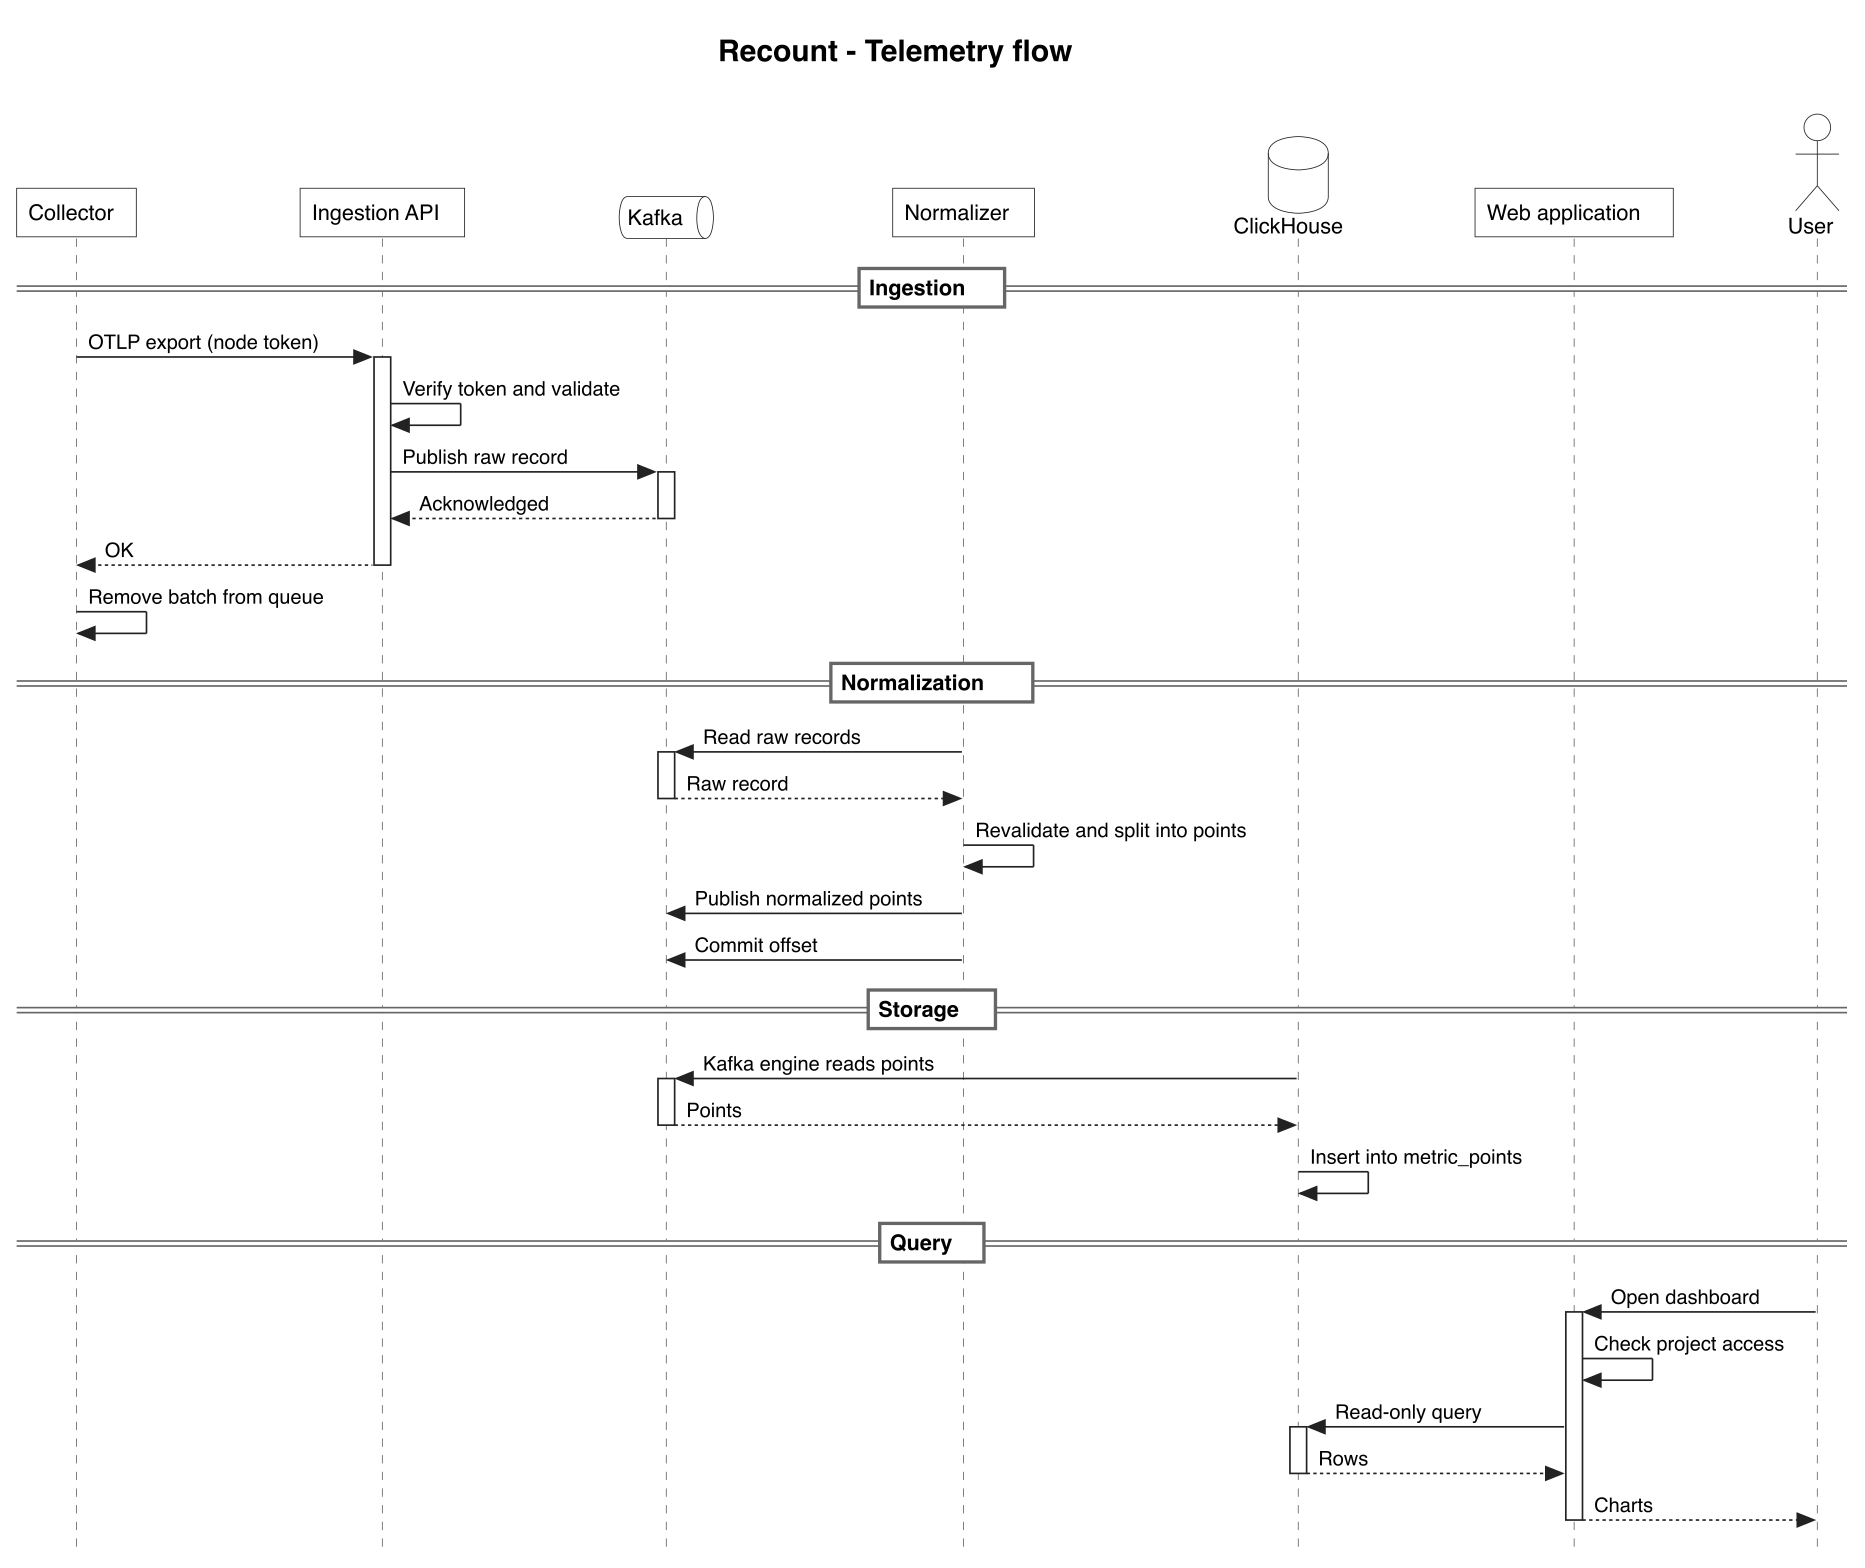 Recount - Telemetry flow
Collector
Ingestion API
Kafka
Normalizer
ClickHouse
Web application
User
Ingestion
OTLP export (node token)
Verify token and validate
Publish raw record
Acknowledged
OK
Remove batch from queue
Normalization
Read raw records
Raw record
Revalidate and split into points
Publish normalized points
Commit offset
Storage
Kafka engine reads points
Points
Insert into metric_points
Query
Open dashboard
Check project access
Read-only query
Rows
Charts